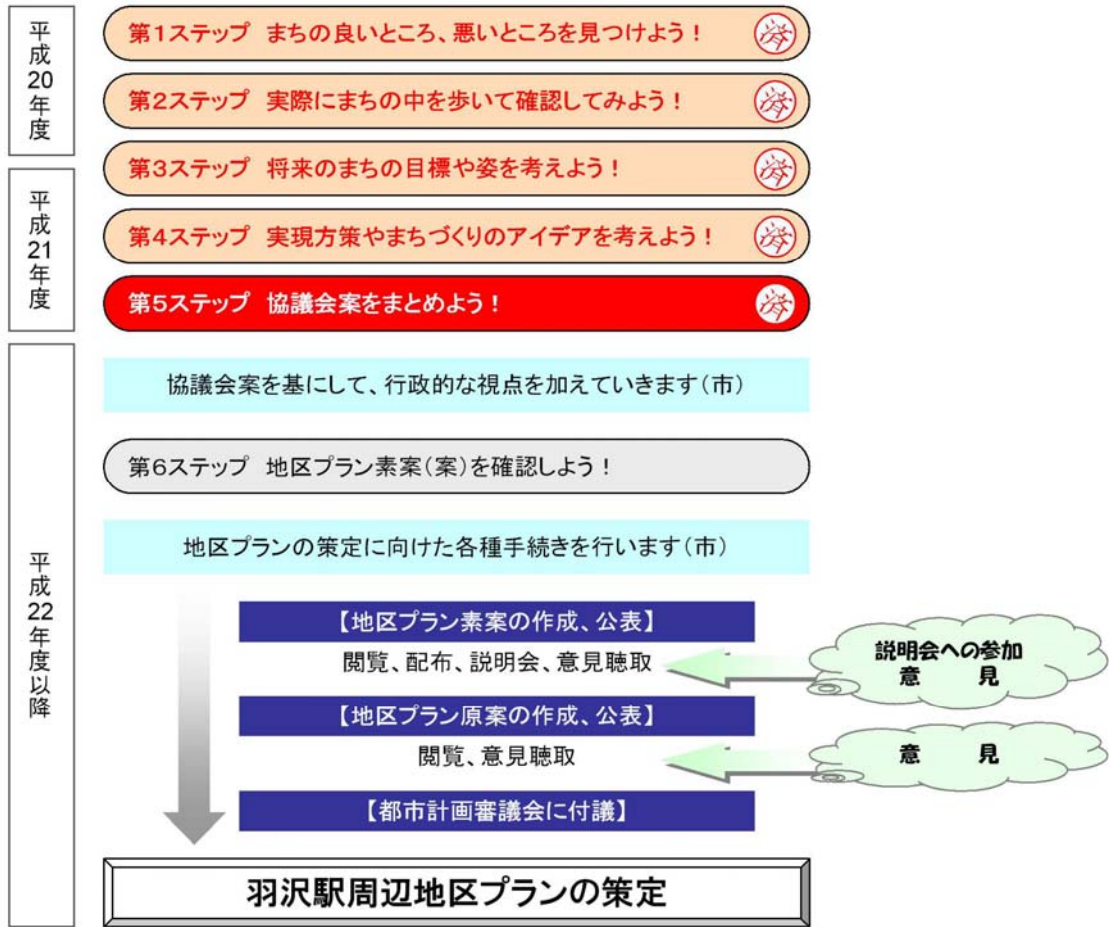 平成20年度
第1ステップ まちの良いところ、悪いところを見つけよう！ 済
第2ステップ 実際にまちの中を歩いて確認してみよう！ 済
平成21年度
第3ステップ 将来のまちの目標や姿を考えよう！ 済
第4ステップ 実現方策やまちづくりのアイデアを考えよう！ 済
第5ステップ 協議会案をまとめよう！ 済
平成22年度以降
協議会案を基にして、行政的な視点を加えていきます（市）
第6ステップ 地区プラン素案（案）を確認しよう！
地区プランの策定に向けた各種手続きを行います（市）
【地区プラン素案の作成、公表】
閲覧、配布、説明会、意見聴取
説明会への参加
意 見
【地区プラン原案の作成、公表】
閲覧、意見聴取
意 見
【都市計画審議会に付議】
羽沢駅周辺地区プランの策定